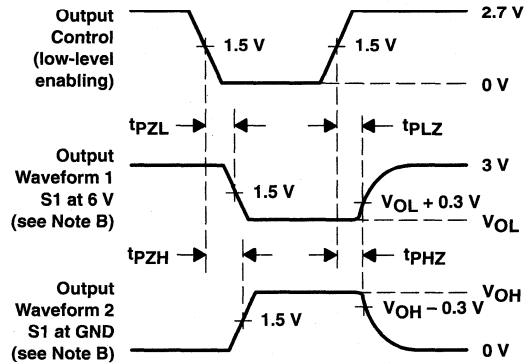 Output
Control
(low-level
enabling)
1.5 V
1.5 V
2.7 V
0 V
tPZL
tPLZ
Output
Waveform 1
S1 at 6 V
(see Note B)
1.5 V
3 V
VOL + 0.3 V
VOL
tPZH
tPHZ
Output
Waveform 2
S1 at GND
(see Note B)
1.5 V
VOH
VOH − 0.3 V
0 V